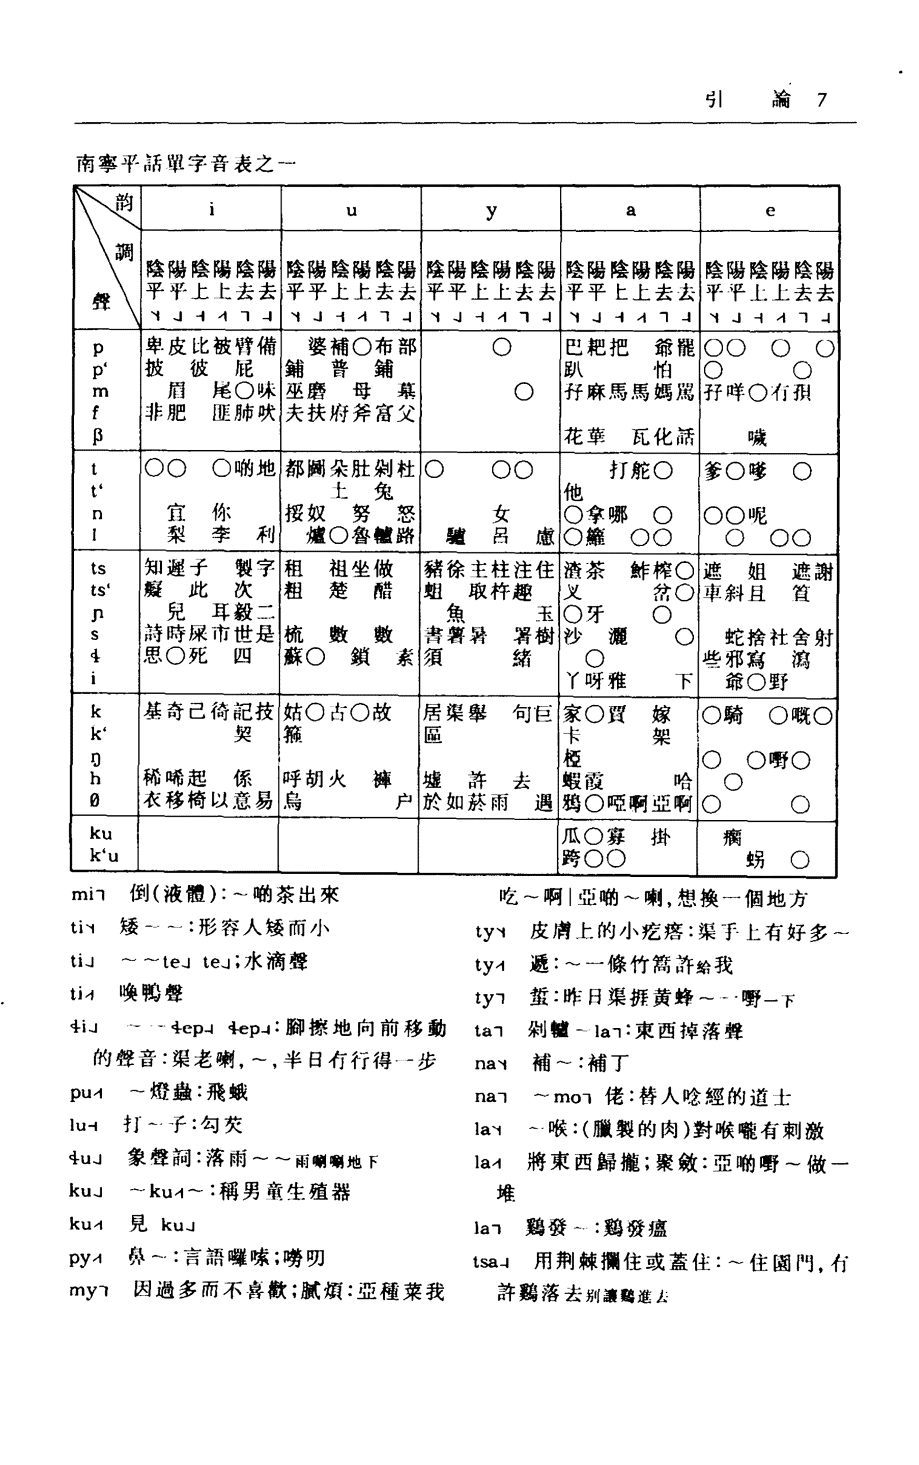 引 論 7
南寧平話單字音表之一
韵 i u y a e
調
聲
陰陽陰陽陰陽 陰陽陰陽陰陽 陰陽陰陽陰陽 陰陽陰陽陰陽 陰陽陰陽陰陽
平平上上去去 平平上上去去 平平上上去去 平平上上去去 平平上上去去
p 卑皮比被臂備 婆補○布部 ○ 巴耙把 爺罷 ○○ ○ ○
p‘ 披 彼 屁 鋪 普 鋪 趴 怕 ○ ○
m 眉 尾○味 巫磨 母 墓 ○ 孖麻馬馬媽罵 孖咩○冇
f 非肥 匪肺吠 夫扶府斧富父
β 花華 瓦化話 噦
t ○○ ○啲地 都圖朵肚剁杜 ○ ○○ 打舵○ 爹○嗲 ○
t‘ 土 兔 他
n 宜 你 挼奴 努 怒 女 ○拿哪 ○ ○○呢
l 梨 李 利 爐○魯轤路 驢 呂 慮 ○籮 ○○ ○ ○○
ts 知遲子 製字 租 祖坐做 豬徐主柱注住 渣茶 鮓榨○ 遮 姐 遮謝
ts‘ 癡 此 次 粗 楚 醋 蛆 取杵趣 叉 岔○ 車斜且 笡
ɲ 兒 耳毅二 魚 玉 ○牙 ○
s 詩時屎市世是 梳 數 數 書薯暑 署樹 沙 灑 ○ 蛇捨社舍射
ɬ 思○死 四 蘇○ 鎖 素 須 緒 ○ 些邪寫 瀉
i 丫呀雅 下 爺○野
k 基奇己徛記技 姑○古○故 居渠舉 句巨 家○賈 嫁 ○騎 ○嘅○
k‘ 契 箍 區 卡 架
ŋ 椏 ○ ○嘢○
h 稀唏起 係 呼胡火 褲 墟 許 去 蝦霞 哈 ○
ø 衣移椅以意易 烏 户 於如菸雨 遇 鴉○啞啊亞啊 ○ ○
ku 瓜○寡 掛 瘸
k‘u 跨○○ 蜗 ○
mi˥ 倒(液體)：～啲茶出來
ti 矮～～：形容人矮而小
ti˩ ～～te˩ te˩；水滴聲
ti 喚鴨聲
ɬi˩ ～～ɬep ɬep：腳擦地向前移動
的聲音：渠老喇，～，半日冇行得一步
pu ～燈蟲：飛蛾
lu 打～子：勾芡
ɬu˩ 象聲詞：落雨～～雨唰唰地下
ku˩ ～ku～：稱男童生殖器
ku 見 ku˩
py 鼻～：言語囉嗦；嘮叨
my˥ 因過多而不喜歡；膩煩：亞種菜我
吃～啊|亞啲～喇，想換一個地方
ty 皮膚上的小疙瘩：渠手上有好多～
ty 遞：～一條竹篙許給我
ty˥ 蜇：昨日渠捱黃蜂～一嘢一下
ta˥ 剁轤～la˥：東西掉落聲
na 補～：補丁
na˥ ～mo˥ 佬：替人唸經的道士
la ～喉：(臘製的肉)對喉嚨有刺激
la 將東西歸攏；聚斂：亞啲嘢～做一
堆
la˥ 鷄發～：鷄發瘟
tsa 用荆棘攔住或蓋住：～住園門，冇
許鷄落去别讓鷄進去